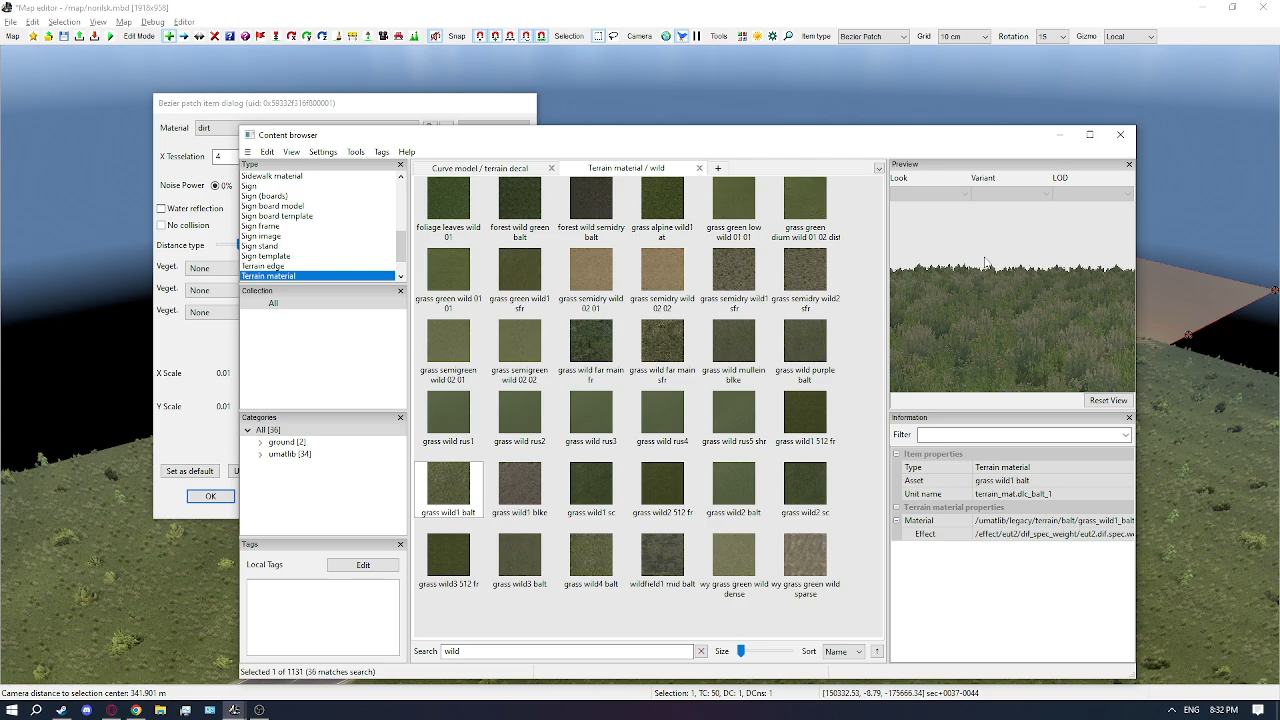 *Map editor - /map/norilsk.mbd [1918x958]
File Edit Selection View Map Debug Editor
Map Edit Mode Snap Selection Camera Tools Item type Bezier Patch Grid 10 cm Rotation 15 Gizmo Local
Bezier patch item dialog (uid: 0x59332f316f800001)
Material dirt
X Tesselation 4
Noise Power 0%
Water reflection
No collision
Distance type
Veget. None
Veget. None
Veget. None
X Scale 0.01
Y Scale 0.01
Set as default
OK
Content browser
Edit View Settings Tools Tags Help
Type
Sidewalk material
Sign
Sign (boards)
Sign board model
Sign board template
Sign frame
Sign image
Sign stand
Sign template
Terrain edge
Terrain material
Collection
All
Categories
All [36]
ground [2]
umatlib [34]
Tags
Local Tags Edit
Curve model / terrain decal Terrain material / wild +
foliage leaves wild 01
forest wild green balt
forest wild semidry balt
grass alpine wild1 at
grass green low wild 01 01
grass green dium wild 01 02 dist
grass green wild 01 01
grass green wild1 sfr
grass semidry wild 02 01
grass semidry wild 02 02
grass semidry wild1 sfr
grass semidry wild2 sfr
grass semigreen wild 02 01
grass semigreen wild 02 02
grass wild far main fr
grass wild far main sfr
grass wild mullein blke
grass wild purple balt
grass wild rus1
grass wild rus2
grass wild rus3
grass wild rus4
grass wild rus5 shr
grass wild1 512 fr
grass wild1 balt
grass wild1 blke
grass wild1 sc
grass wild2 512 fr
grass wild2 balt
grass wild2 sc
grass wild3 512 fr
grass wild3 balt
grass wild4 balt
wildfield1 mid balt
wy grass green wild dense
wy grass green wild sparse
Search wild Size Sort Name
Selected 1 of 1131 (36 matches search)
Preview
Look Variant LOD
Reset View
Information
Filter
Item properties
Type Terrain material
Asset grass wild1 balt
Unit name terrain_mat.dlc_balt_1
Terrain material properties
Material /umatlib/legacy/terrain/balt/grass_wild1_balt
Effect /effect/eut2/dif_spec_weight/eut2.dif.spec.we
Camera distance to selection center: 341.901 m Selection: 1, TC: 50, DC: 1, DCns: 1 [150332.53, -8.79, -175666.34] sec+0037-0044
ENG 8:32 PM